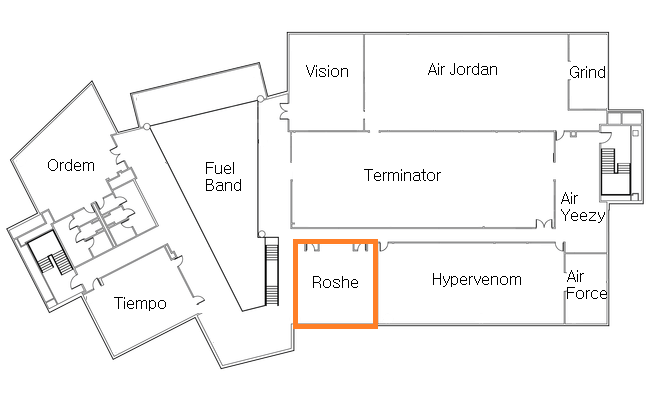 Vision
Air Jordan
Grind
Ordem
Fuel
Band
Terminator
Air
Yeezy
Tiempo
Roshe
Hypervenom
Air
Force